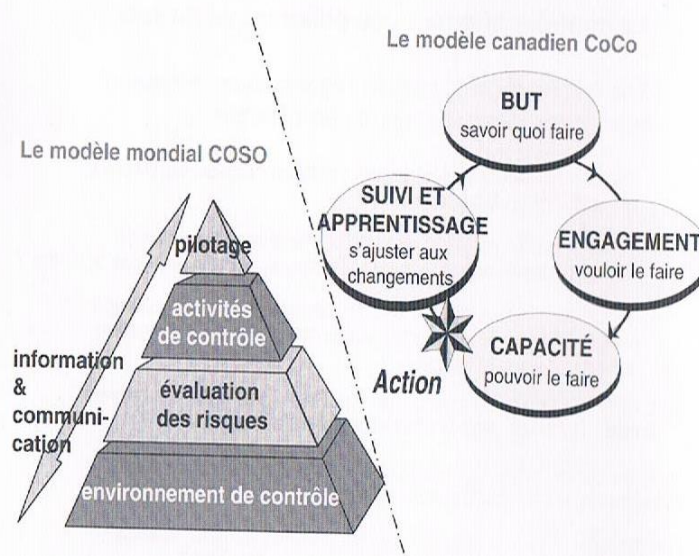 Le modèle mondial COSO
pilotage
activités
de contrôle
évaluation
des risques
environnement de contrôle
information
&
communi-
cation
Le modèle canadien CoCo
BUT
savoir quoi faire
ENGAGEMENT
vouloir le faire
CAPACITÉ
pouvoir le faire
Action
SUIVI ET
APPRENTISSAGE
s'ajuster aux
changements